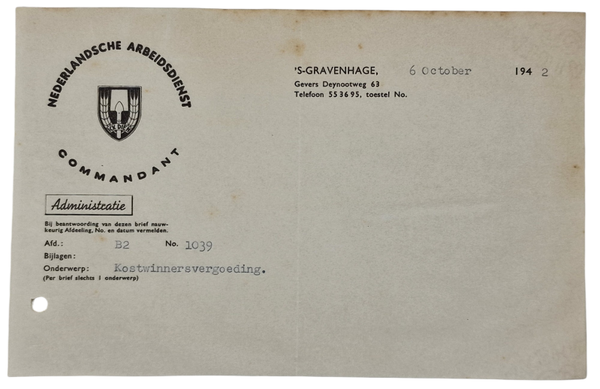 NEDERLANDSCHE ARBEIDSDIENST
COMMANDANT
'S-GRAVENHAGE, 6 October 194 2
Gevers Deynootweg 63
Telefoon 553695, toestel No.
Administratie
Bij beantwoording van dezen brief nauw-
keurig Afdeeling, No. en datum vermelden.
Afd.: B2 No. 1039
Bijlagen:
Onderwerp: Kostwinnersvergoeding.
(Per brief slechts 1 onderwerp)